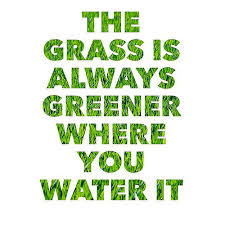 THE
GRASS IS
ALWAYS
GREENER
WHERE
YOU
WATER IT